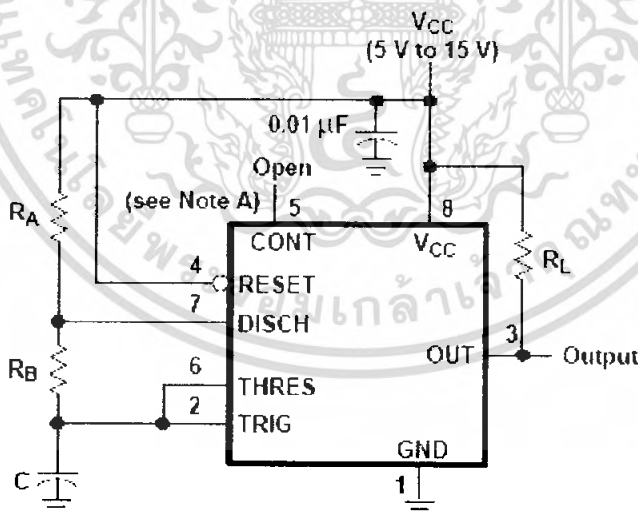 VCC
(5 V to 15 V)
0.01 µF
Open
(see Note A)
5
8
RA
CONT
VCC
RL
4
RESET
7
DISCH
3
OUT
Output
RB
6
THRES
2
TRIG
GND
C
1